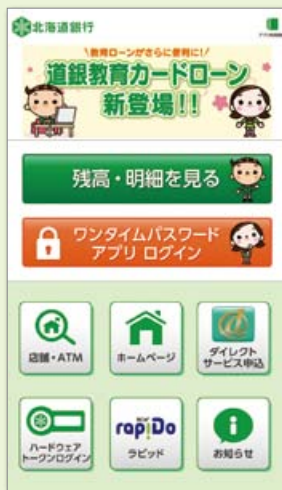 北海道銀行
教育ローンがさらに便利に!
道銀教育カードローン
新登場!!
残高・明細を見る
ワンタイムパスワード
アプリ ログイン
店舗・ATM
ホームページ
ダイレクト
サービス申込
ハードウェア
トークンログイン
rapiDo
ラピッド
お知らせ